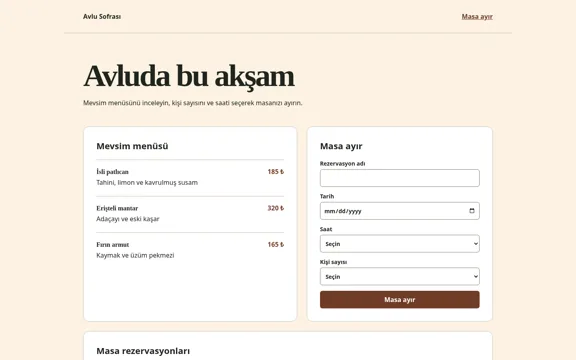 Avlu Sofrası
Masa ayır
Avluda bu akşam
Mevsim menüsünü inceleyin, kişi sayısını ve saati seçerek masanızı ayırın.
Mevsim menüsü
İsli patlıcan
185 ₺
Tahini, limon ve kavrulmuş susam
Erişteli mantar
320 ₺
Adaçayı ve eski kaşar
Fırın armut
165 ₺
Kaymak ve üzüm pekmezi
Masa ayır
Rezervasyon adı
Tarih
mm/dd/yyyy
Saat
Seçin
Kişi sayısı
Seçin
Masa ayır
Masa rezervasyonları